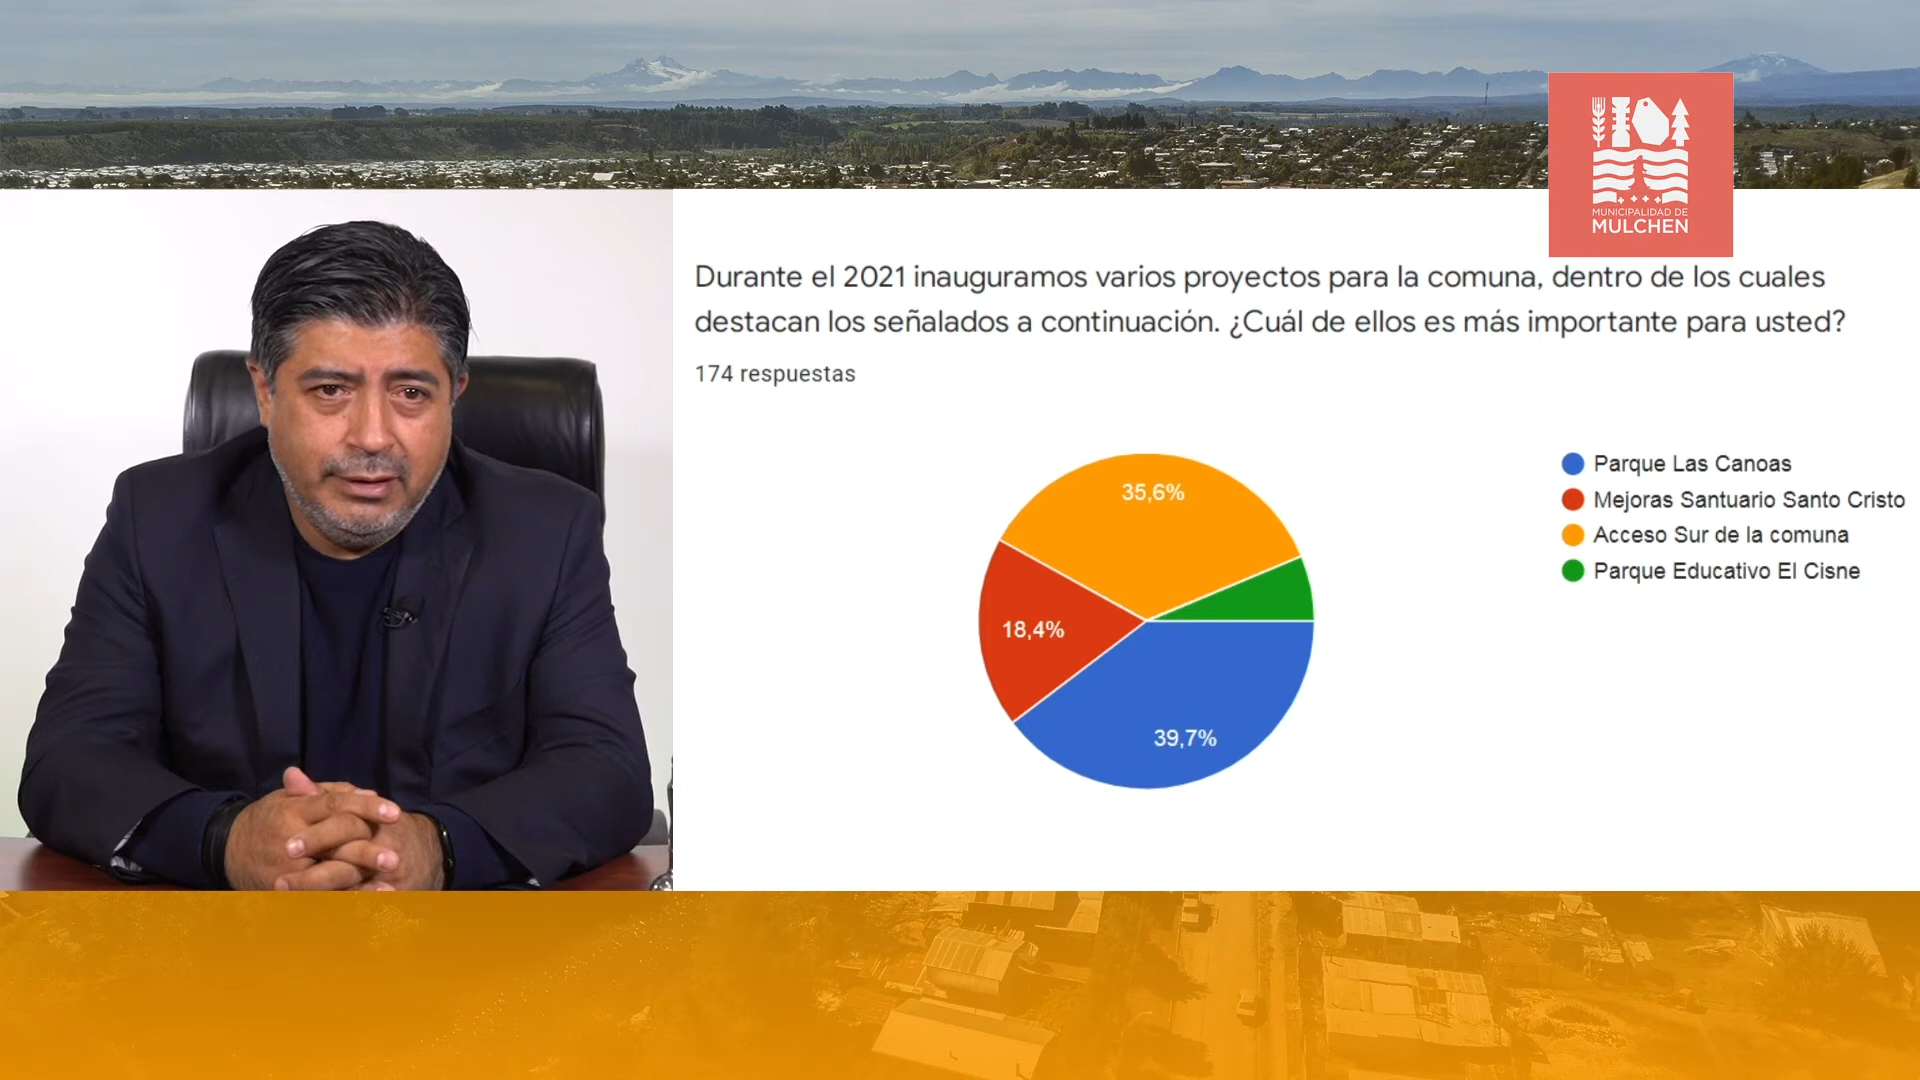 MUNICIPALIDAD DE
MULCHEN
Durante el 2021 inauguramos varios proyectos para la comuna, dentro de los cuales
destacan los señalados a continuación. ¿Cuál de ellos es más importante para usted?
174 respuestas
35,6%
18,4%
39,7%
Parque Las Canoas
Mejoras Santuario Santo Cristo
Acceso Sur de la comuna
Parque Educativo El Cisne